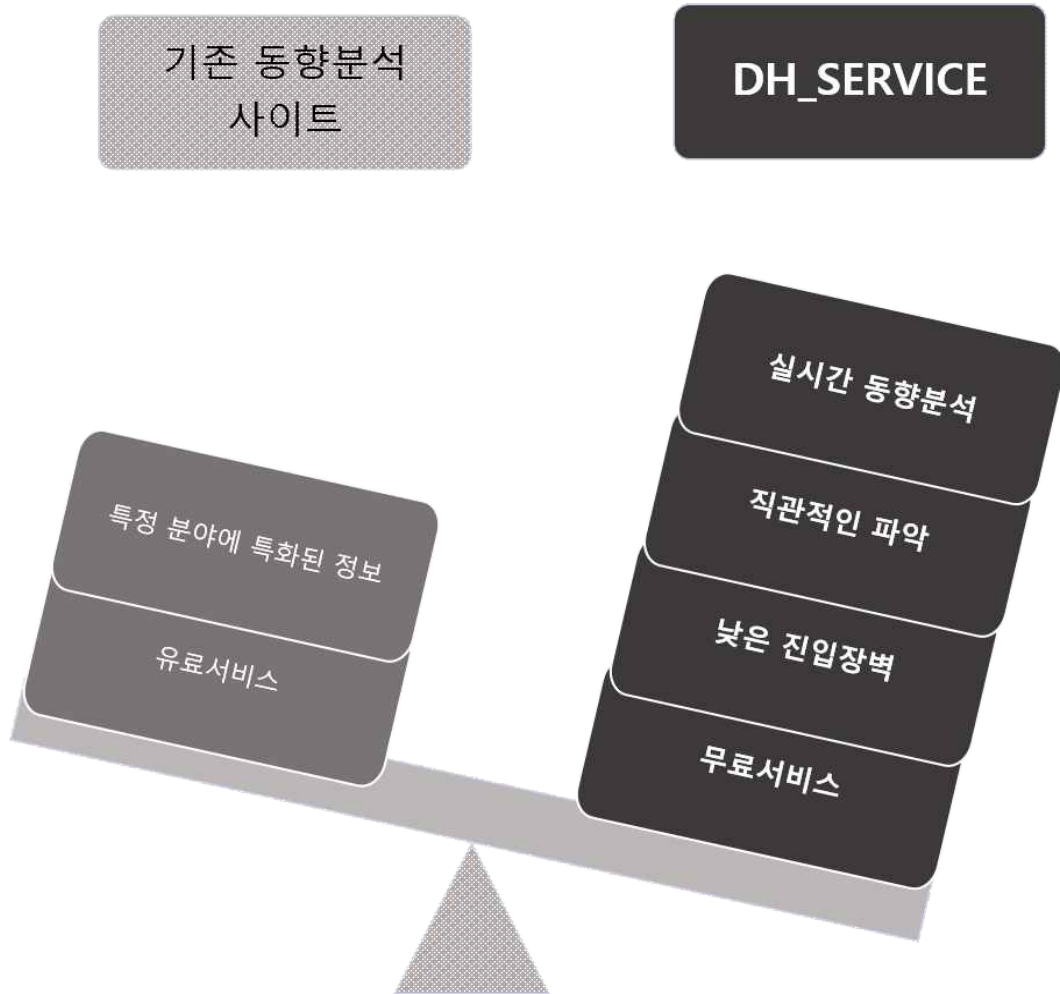 기존 동향분석
사이트
DH_SERVICE
특정 분야에 특화된 정보
유료서비스
실시간 동향분석
직관적인 파악
낮은 진입장벽
무료서비스